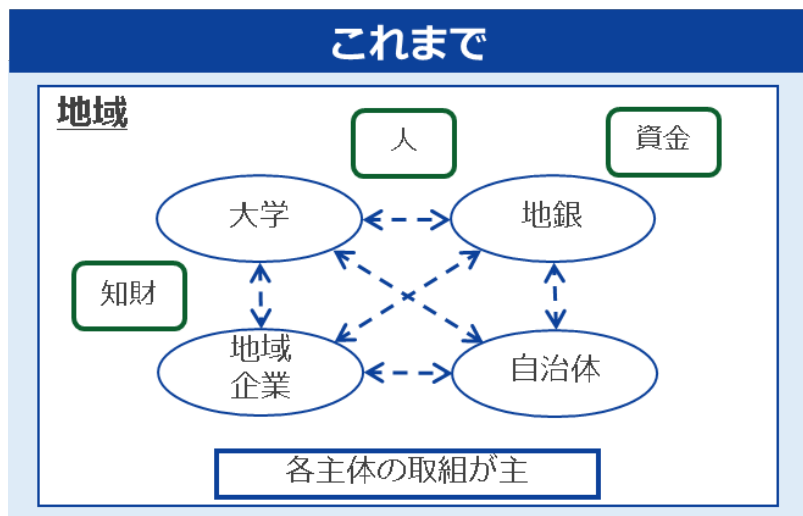 これまで
地域
人
資金
大学
地銀
知財
地域
企業
自治体
各主体の取組が主